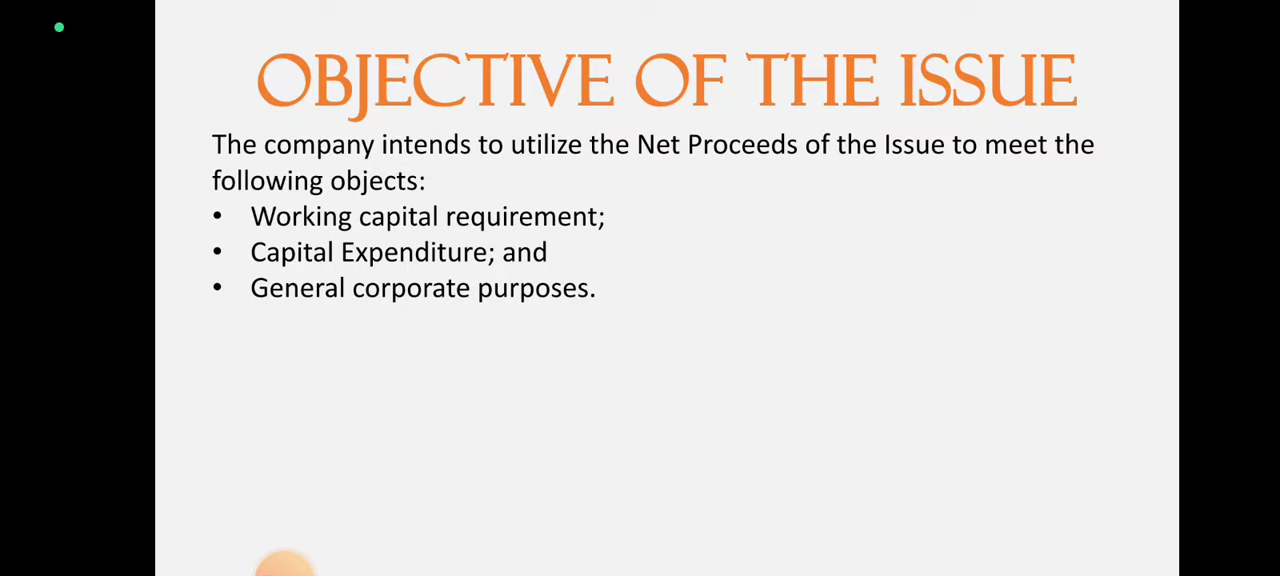 OBJECTIVE OF THE ISSUE
The company intends to utilize the Net Proceeds of the Issue to meet the
following objects:
• Working capital requirement;
• Capital Expenditure; and
• General corporate purposes.